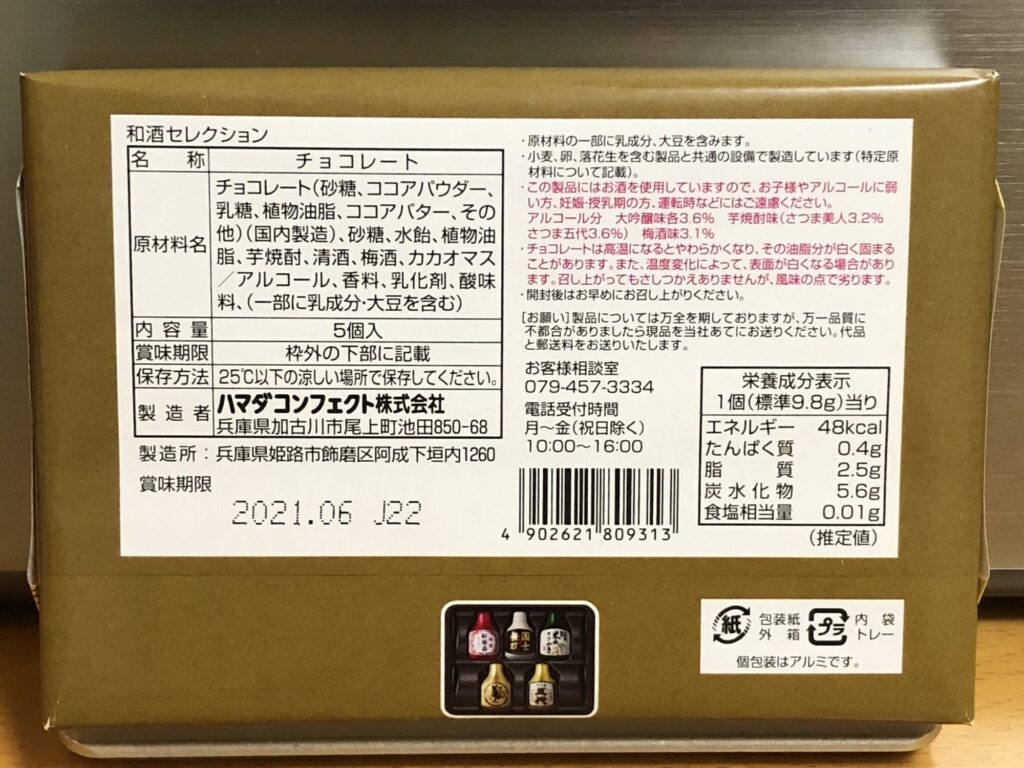 和酒セレクション
名称 チョコレート
原材料名 チョコレート(砂糖、ココアパウダー、
乳糖、植物油脂、ココアバター、その
他)(国内製造)、砂糖、水飴、植物油
脂、芋焼酎、清酒、梅酒、カカオマス
/アルコール、香料、乳化剤、酸味
料、(一部に乳成分・大豆を含む)
内容量 5個入
賞味期限 枠外の下部に記載
保存方法 25℃以下の涼しい場所で保存してください。
製造者 ハマダコンフェクト株式会社
兵庫県加古川市尾上町池田850-68
製造所:兵庫県姫路市飾磨区阿成下垣内1260
賞味期限
2021.06 J22
・原材料の一部に乳成分、大豆を含みます。
・小麦、卵、落花生を含む製品と共通の設備で製造しています(特定原
材料について記載)。
・この製品にはお酒を使用していますので、お子様やアルコールに弱
い方、妊娠・授乳期の方、運転時などにはご遠慮ください。
アルコール分 大吟醸味各3.6% 芋焼酎味(さつま美人3.2%
さつま五代3.6%) 梅酒味3.1%
・チョコレートは高温になるとやわらかくなり、その油脂分が白く固まる
ことがあります。また、温度変化によって、表面が白くなる場合があり
ます。召し上がってもさしつかえありませんが、風味の点で劣ります。
・開封後はお早めにお召し上がりください。
[お願い]製品については万全を期しておりますが、万一品質に
不都合がありましたら現品を当社あてにお送りください。代品
と郵送料をお送りいたします。
お客様相談室
079-457-3334
電話受付時間
月~金(祝日除く)
10:00~16:00
4 902621 809313
栄養成分表示
1個(標準9.8g)当り
エネルギー 48kcal
たんぱく質 0.4g
脂質 2.5g
炭水化物 5.6g
食塩相当量 0.01g
(推定値)
紙 包装紙
外箱
プラ 内袋
トレー
個包装はアルミです。